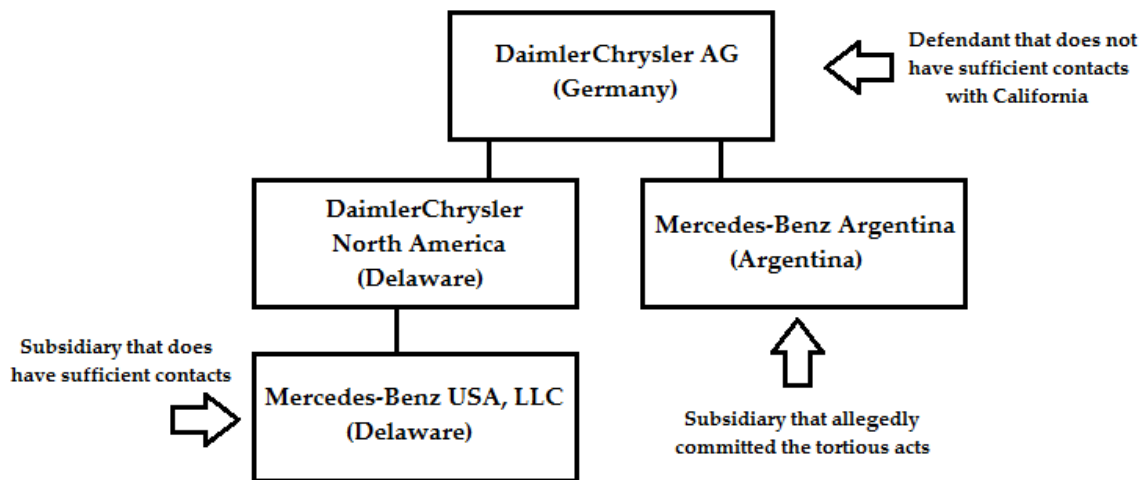 DaimlerChrysler AG
(Germany)
Defendant that does not
have sufficient contacts
with California
DaimlerChrysler
North America
(Delaware)
Mercedes-Benz Argentina
(Argentina)
Subsidiary that does
have sufficient contacts
Mercedes-Benz USA, LLC
(Delaware)
Subsidiary that allegedly
committed the tortious acts